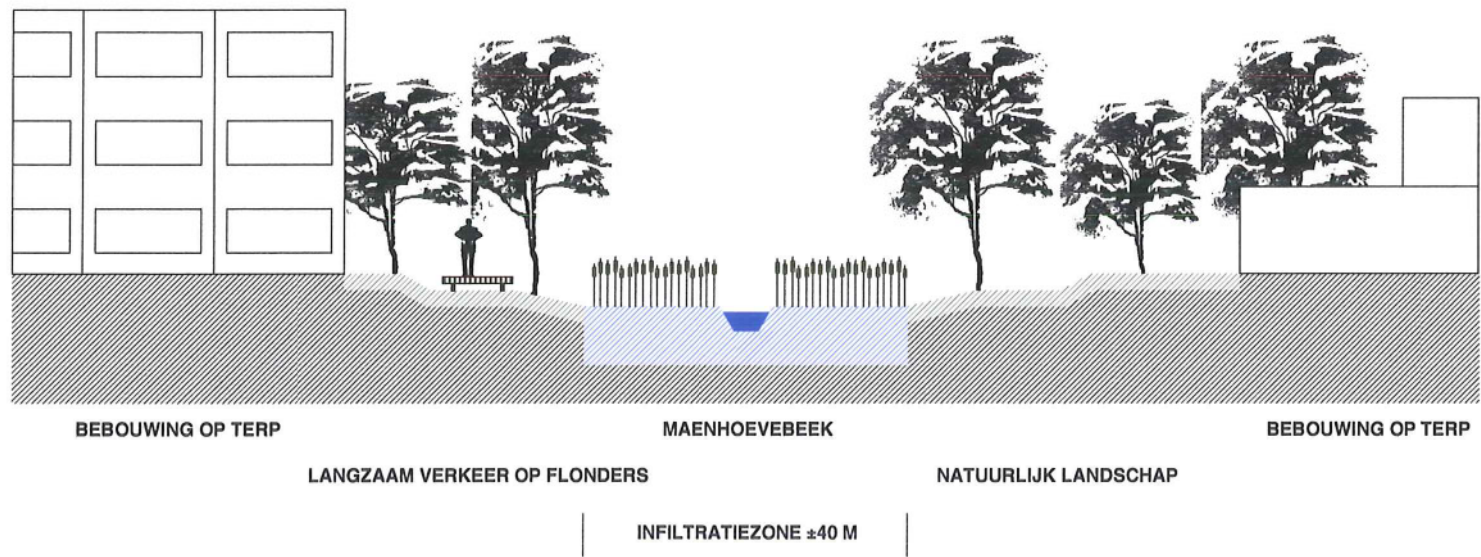 BEBOUWING OP TERP
MAENHOEVEBEEK
BEBOUWING OP TERP
LANGZAAM VERKEER OP FLONDERS
NATUURLIJK LANDSCHAP
INFILTRATIEZONE ±40 M